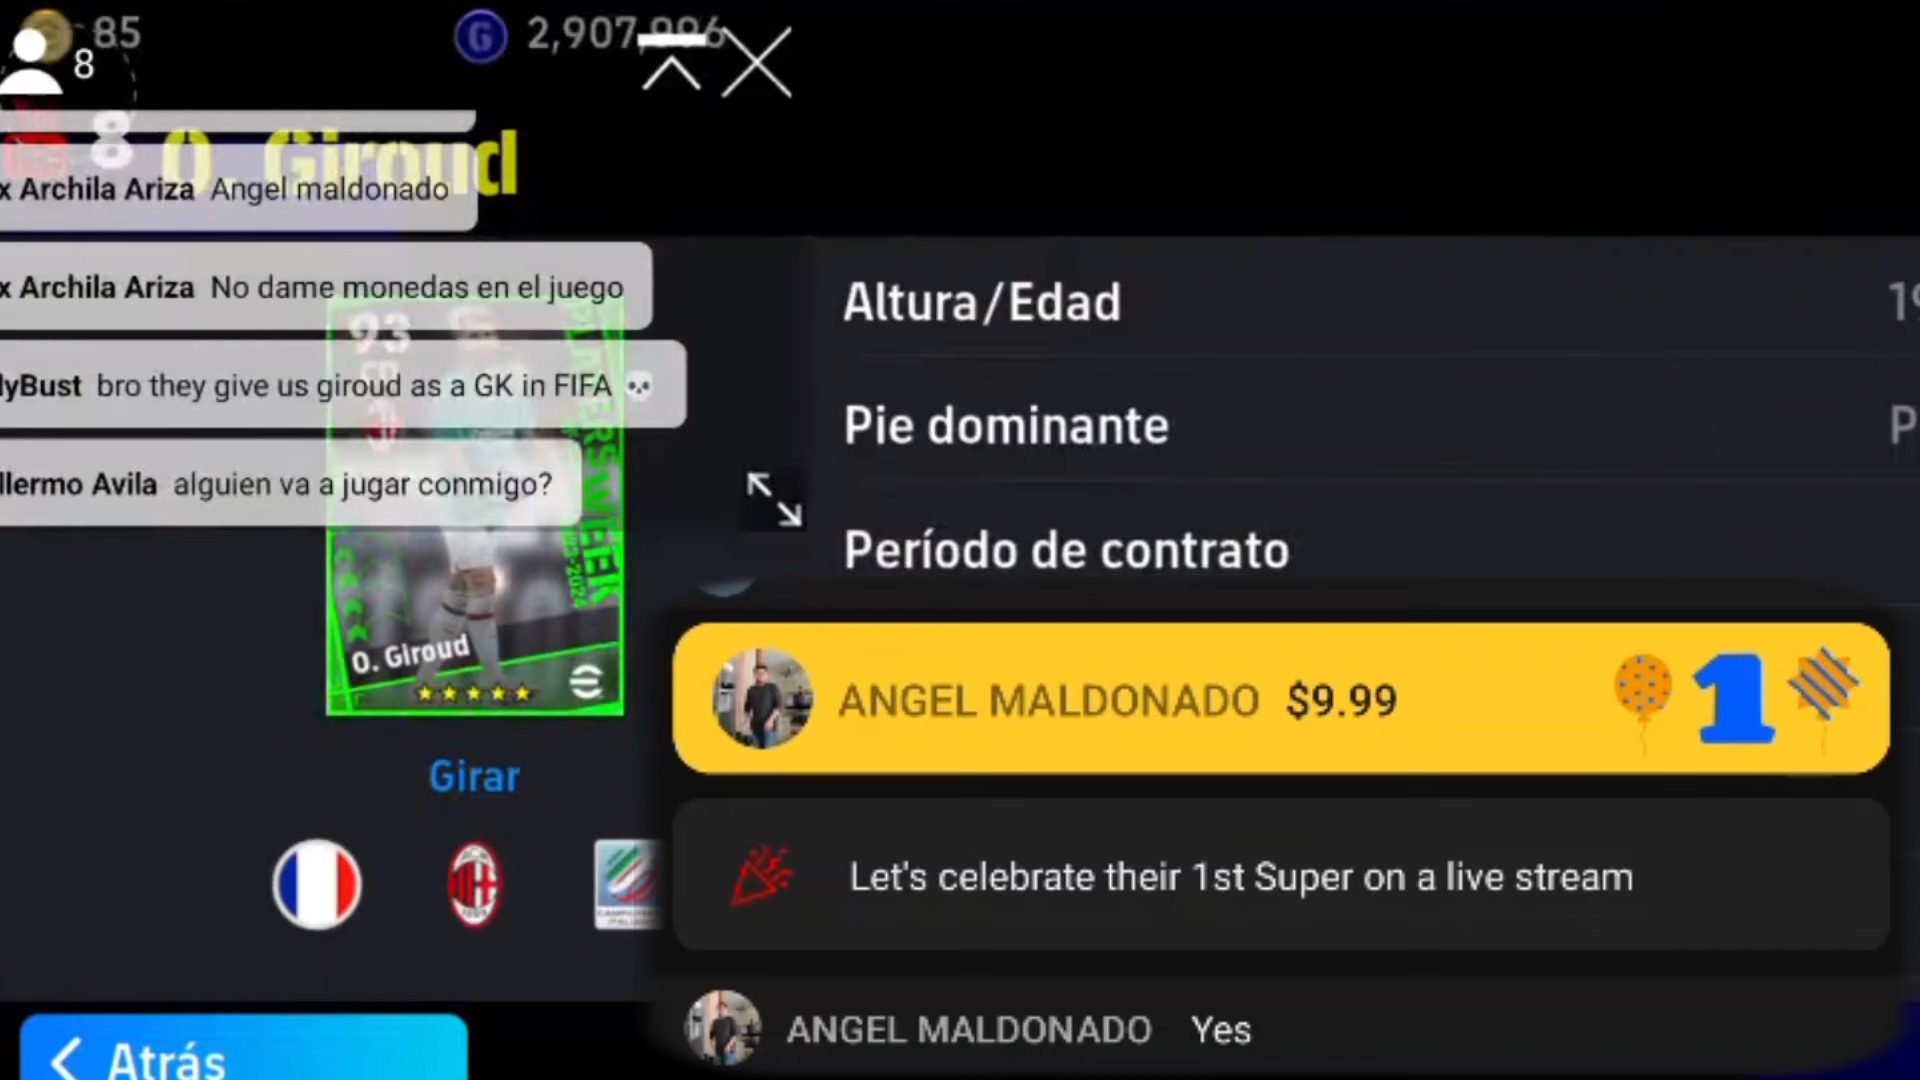 85
2,907,996
8
8 O. Giroud
x Archila Ariza Angel maldonado
x Archila Ariza No dame monedas en el juego
lyBust bro they give us giroud as a GK in FIFA
llermo Avila alguien va a jugar conmigo?
93
O. Giroud
Girar
Altura/Edad
Pie dominante
Período de contrato
ANGEL MALDONADO $9.99 1
Let's celebrate their 1st Super on a live stream
ANGEL MALDONADO Yes
Atrás